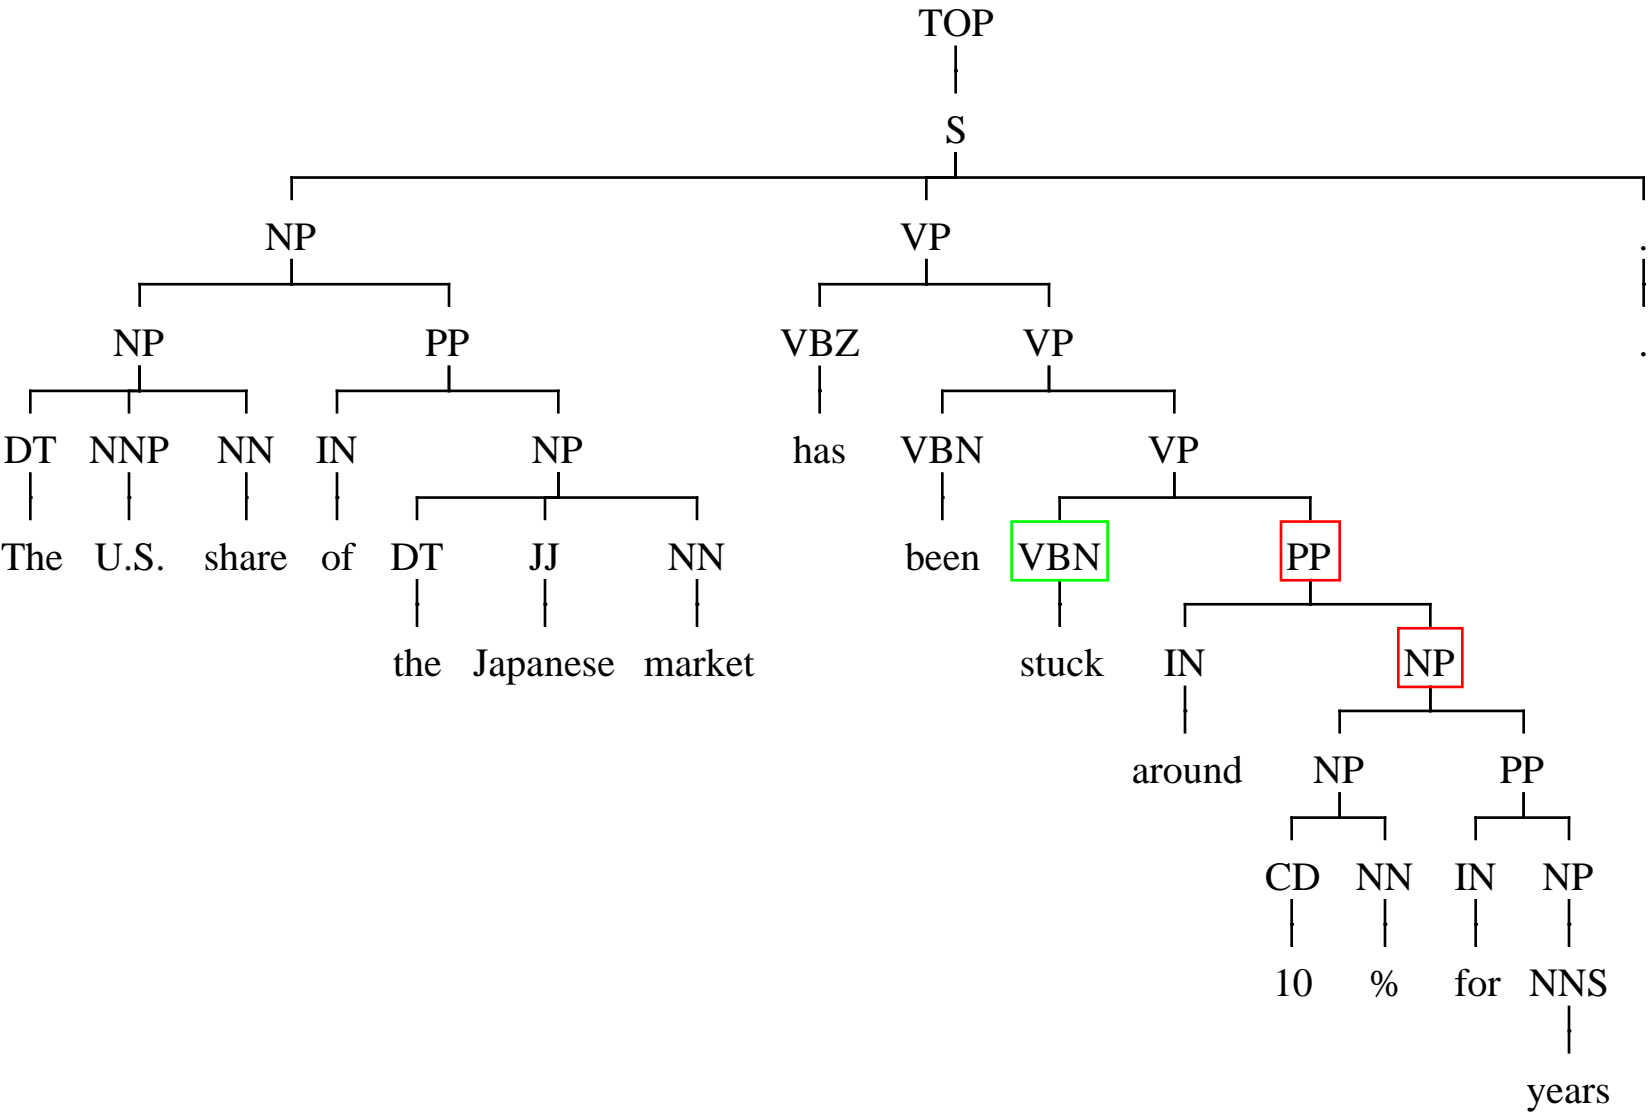 TOP
S
NP VP .
NP PP VBZ VP .
DT NNP NN IN NP has VBN VP
The U.S. share of DT JJ NN been VBN PP
the Japanese market stuck IN NP
around NP PP
CD NN IN NP
10 % for NNS
years